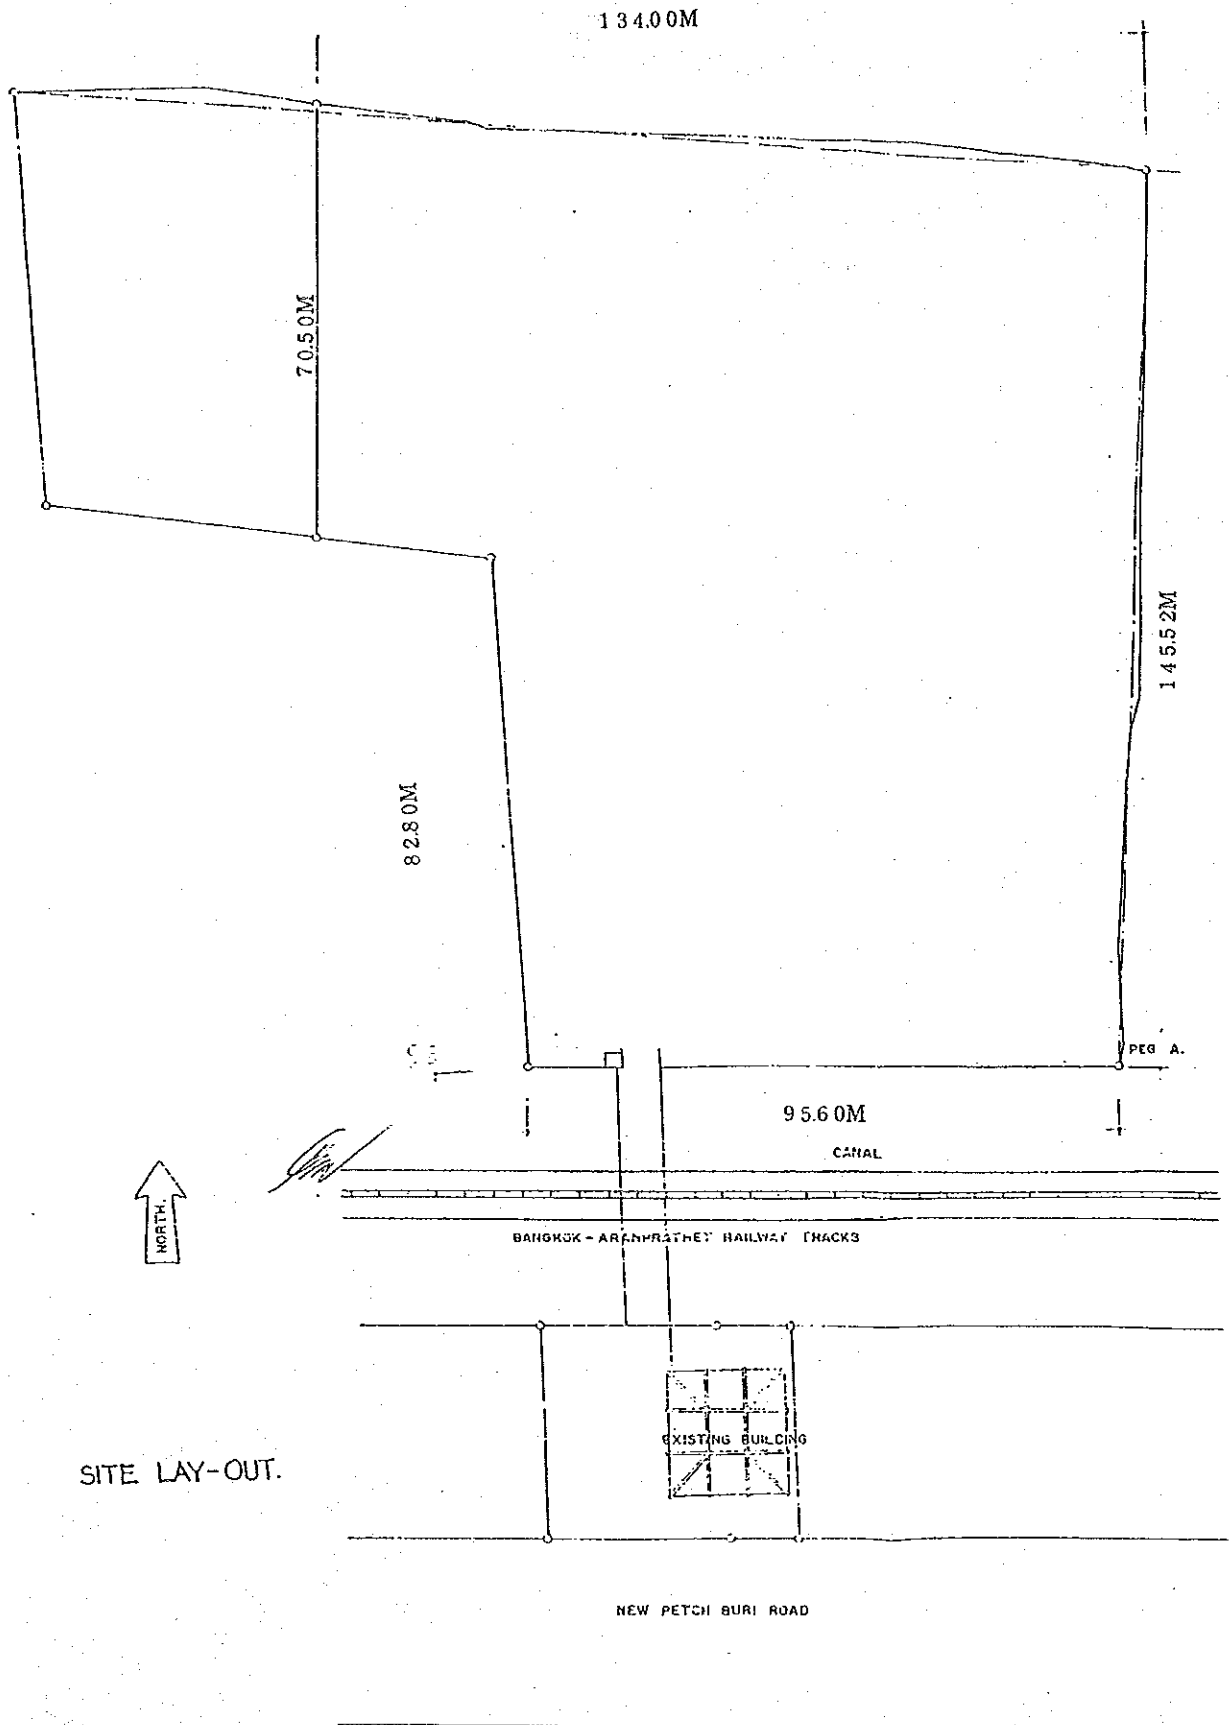 134.00M
70.50M
145.52M
82.80M
PEG A.
95.60M
CANAL
NORTH.
BANGKOK - ARANPRATHET RAILWAY TRACKS
EXISTING BUILDING
SITE LAY-OUT.
NEW PETCH BURI ROAD